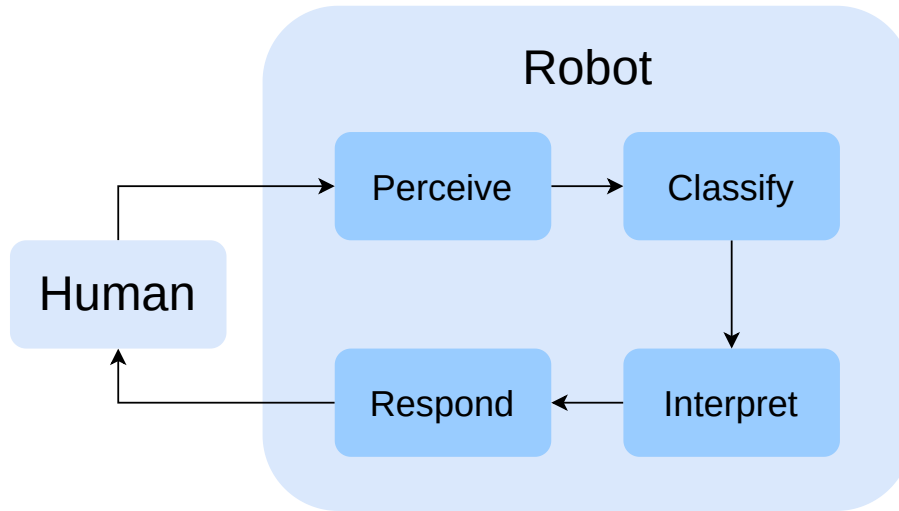 Robot
Perceive
Classify
Human
Respond
Interpret